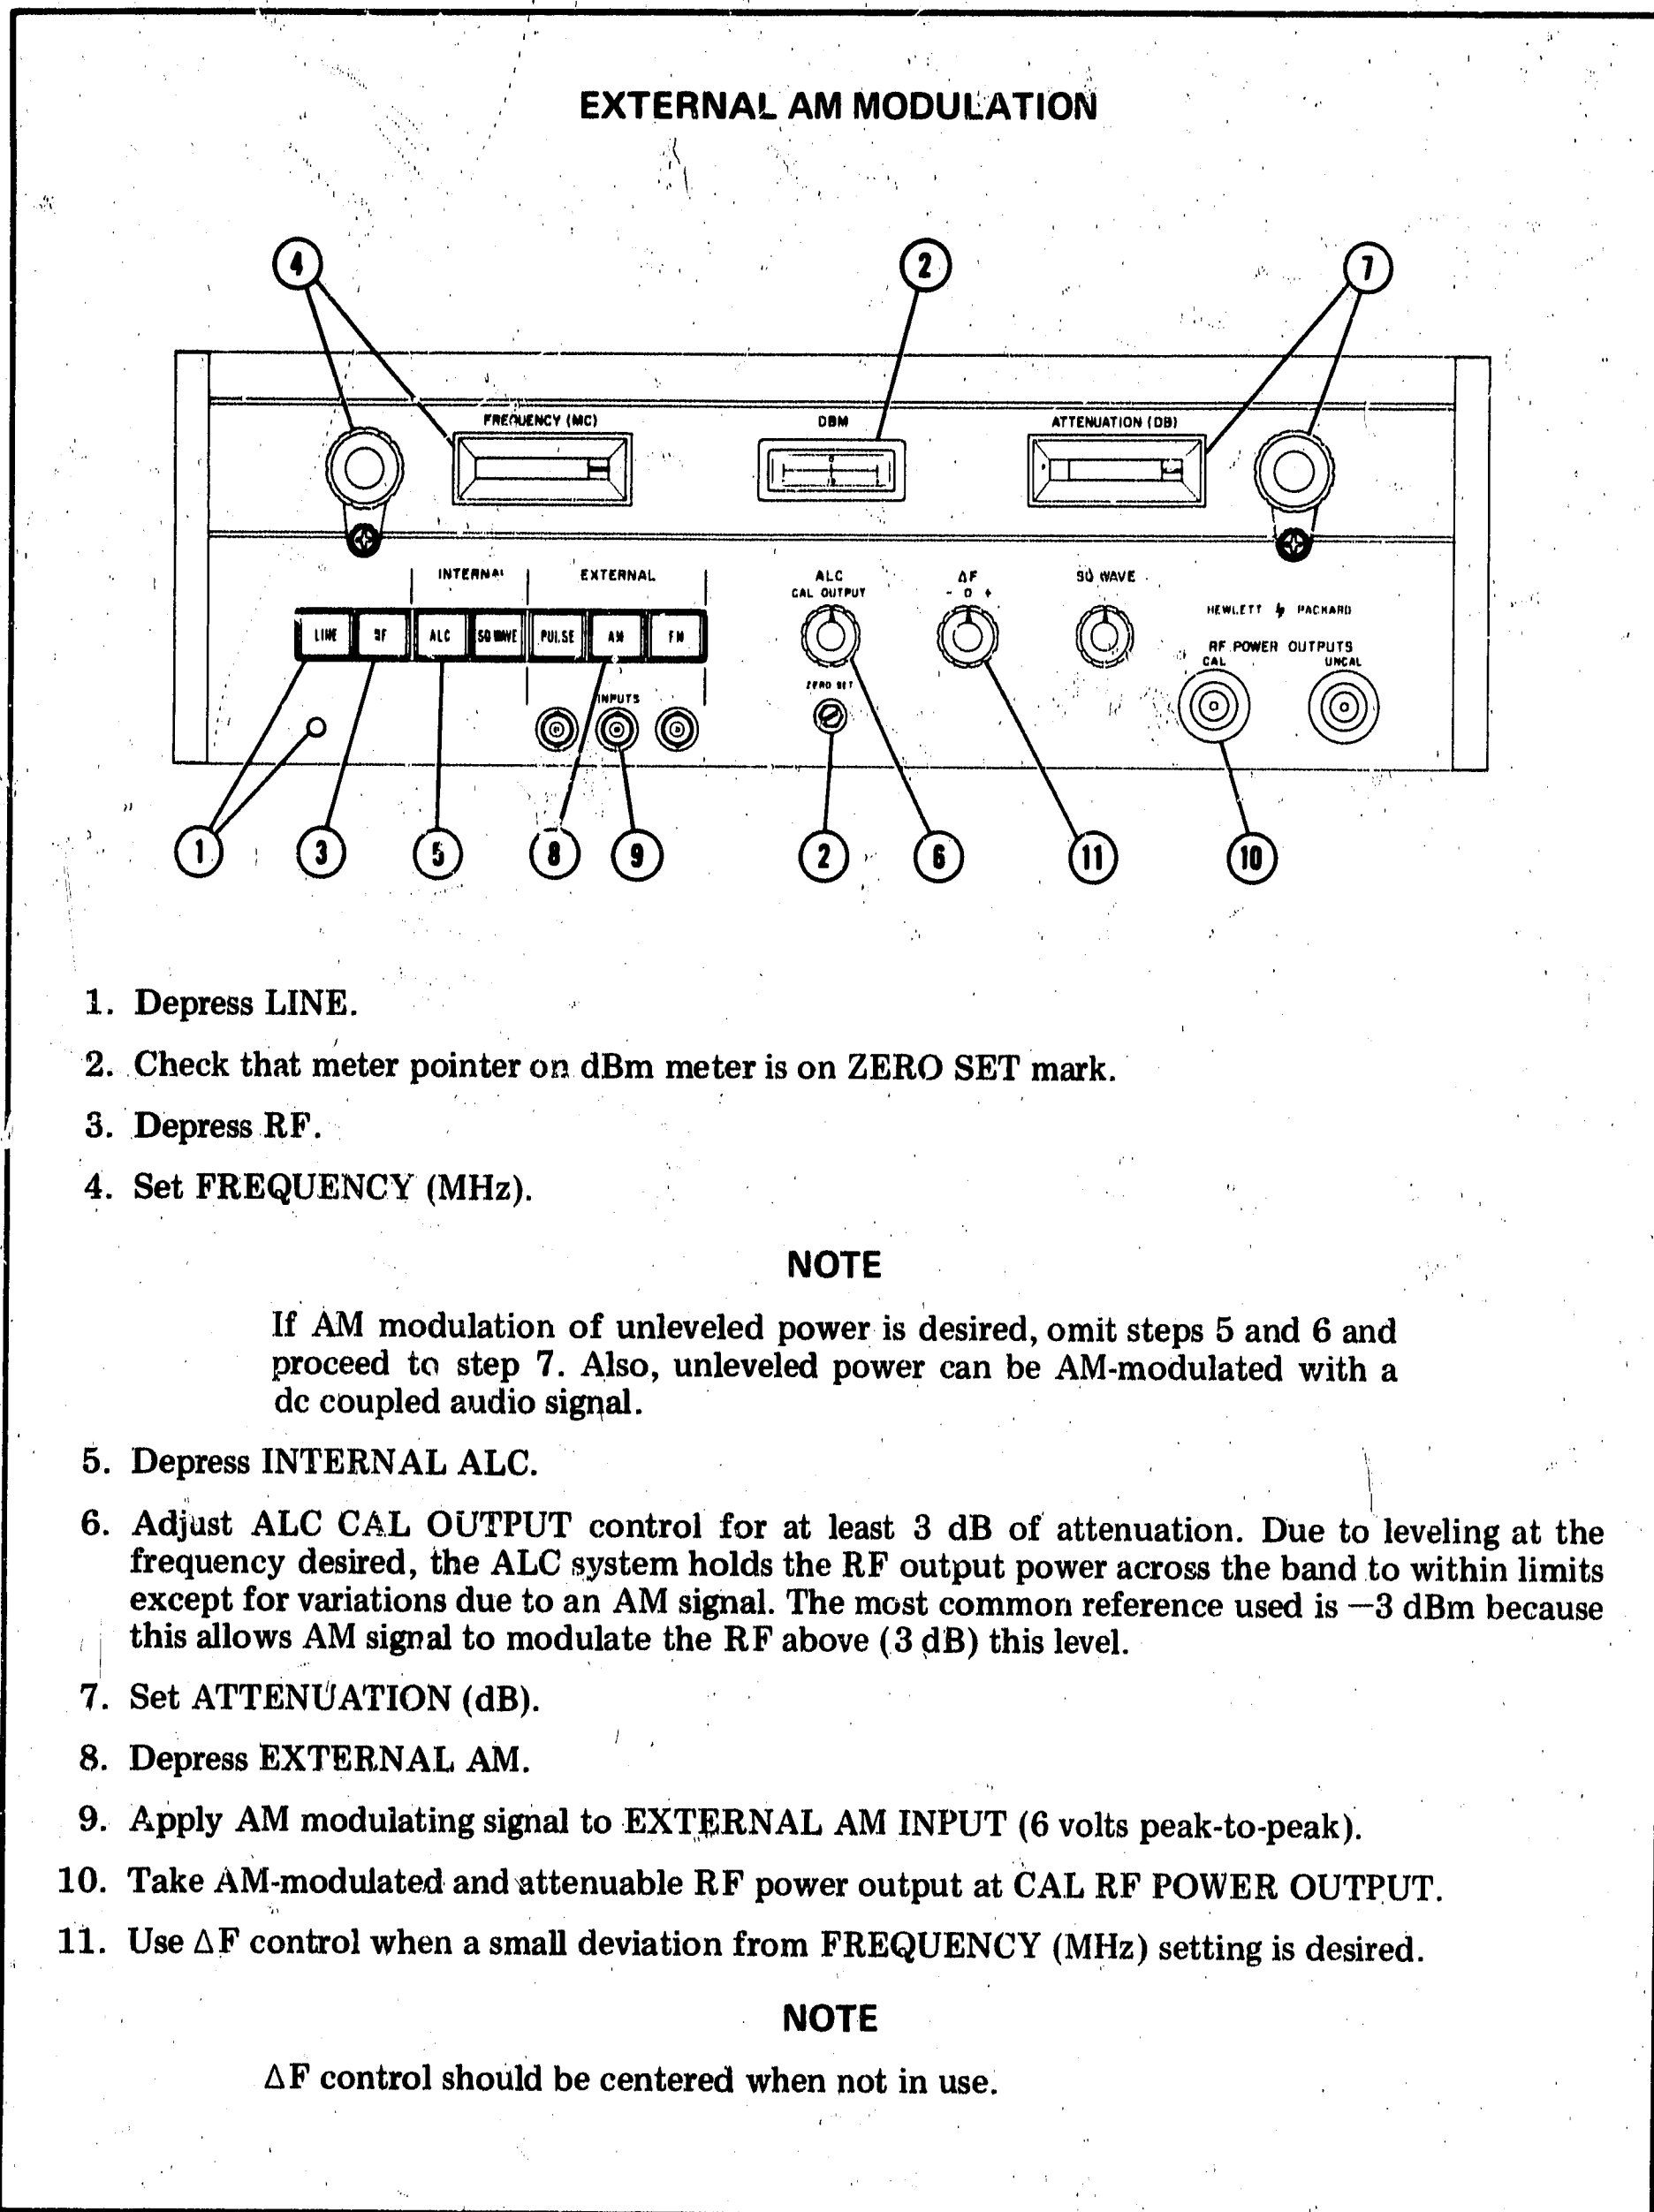 EXTERNAL AM MODULATION
4 2 7
FREQUENCY (MC) DBM ATTENUATION (DB)
INTERNAL EXTERNAL ALC ΔF SQ WAVE
CAL OUTPUT - 0 +
HEWLETT PACKARD
LINE RF ALC SQ WAVE PULSE AM FM
RF POWER OUTPUTS
CAL UNCAL
ZERO SET
INPUTS
1 3 5 8 9 2 6 11 10
1. Depress LINE.
2. Check that meter pointer on dBm meter is on ZERO SET mark.
3. Depress RF.
4. Set FREQUENCY (MHz).
NOTE
If AM modulation of unleveled power is desired, omit steps 5 and 6 and
proceed to step 7. Also, unleveled power can be AM-modulated with a
dc coupled audio signal.
5. Depress INTERNAL ALC.
6. Adjust ALC CAL OUTPUT control for at least 3 dB of attenuation. Due to leveling at the
frequency desired, the ALC system holds the RF output power across the band to within limits
except for variations due to an AM signal. The most common reference used is —3 dBm because
this allows AM signal to modulate the RF above (3 dB) this level.
7. Set ATTENUATION (dB).
8. Depress EXTERNAL AM.
9. Apply AM modulating signal to EXTERNAL AM INPUT (6 volts peak-to-peak).
10. Take AM-modulated and attenuable RF power output at CAL RF POWER OUTPUT.
11. Use ΔF control when a small deviation from FREQUENCY (MHz) setting is desired.
NOTE
ΔF control should be centered when not in use.